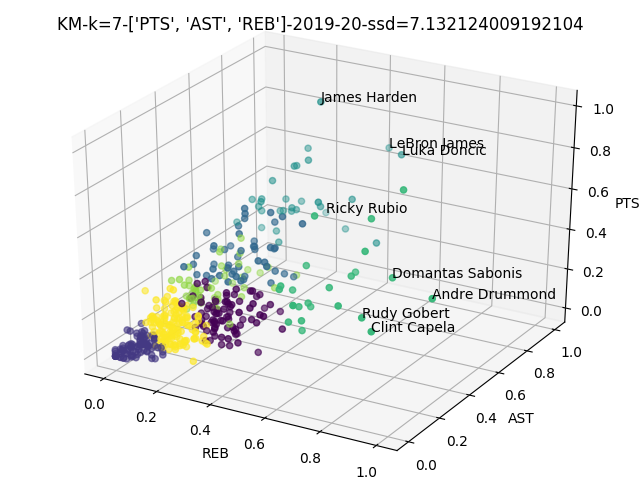 KM-k=7-['PTS', 'AST', 'REB']-2019-20-ssd=7.132124009192104
James Harden
LeBron James
Luka Doncic
Ricky Rubio
Domantas Sabonis
Andre Drummond
Rudy Gobert
Clint Capela
1.0
0.8
0.6
0.4
0.2
0.0
PTS
0.0
0.2
0.4
0.6
0.8
1.0
REB
0.0
0.2
0.4
0.6
0.8
1.0
AST